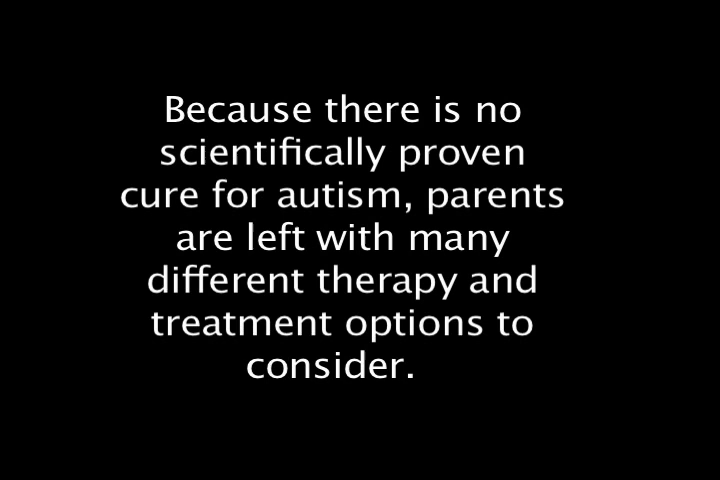 Because there is no
scientifically proven
cure for autism, parents
are left with many
different therapy and
treatment options to
consider.